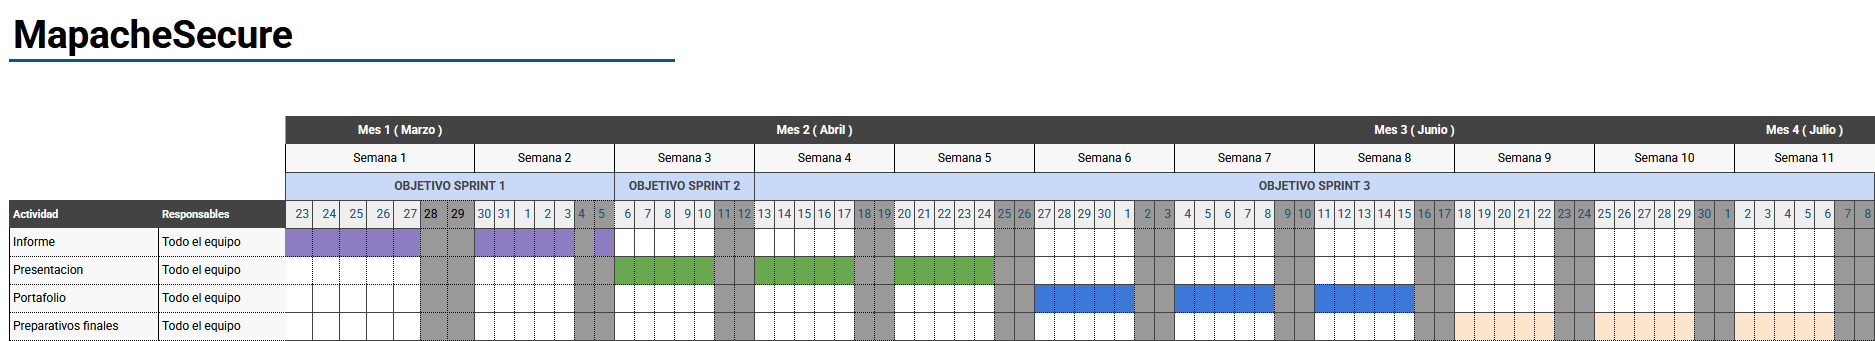 MapacheSecure
Mes 1 ( Marzo ) Mes 2 ( Abril ) Mes 3 ( Junio ) Mes 4 ( Julio )
Semana 1 Semana 2 Semana 3 Semana 4 Semana 5 Semana 6 Semana 7 Semana 8 Semana 9 Semana 10 Semana 11
OBJETIVO SPRINT 1 OBJETIVO SPRINT 2 OBJETIVO SPRINT 3
Actividad Responsables 23 24 25 26 27 28 29 30 31 1 2 3 4 5 6 7 8 9 10 11 12 13 14 15 16 17 18 19 20 21 22 23 24 25 26 27 28 29 30 1 2 3 4 5 6 7 8 9 10 11 12 13 14 15 16 17 18 19 20 21 22 23 24 25 26 27 28 29 30 1 2 3 4 5 6 7 8
Informe Todo el equipo
Presentacion Todo el equipo
Portafolio Todo el equipo
Preparativos finales Todo el equipo